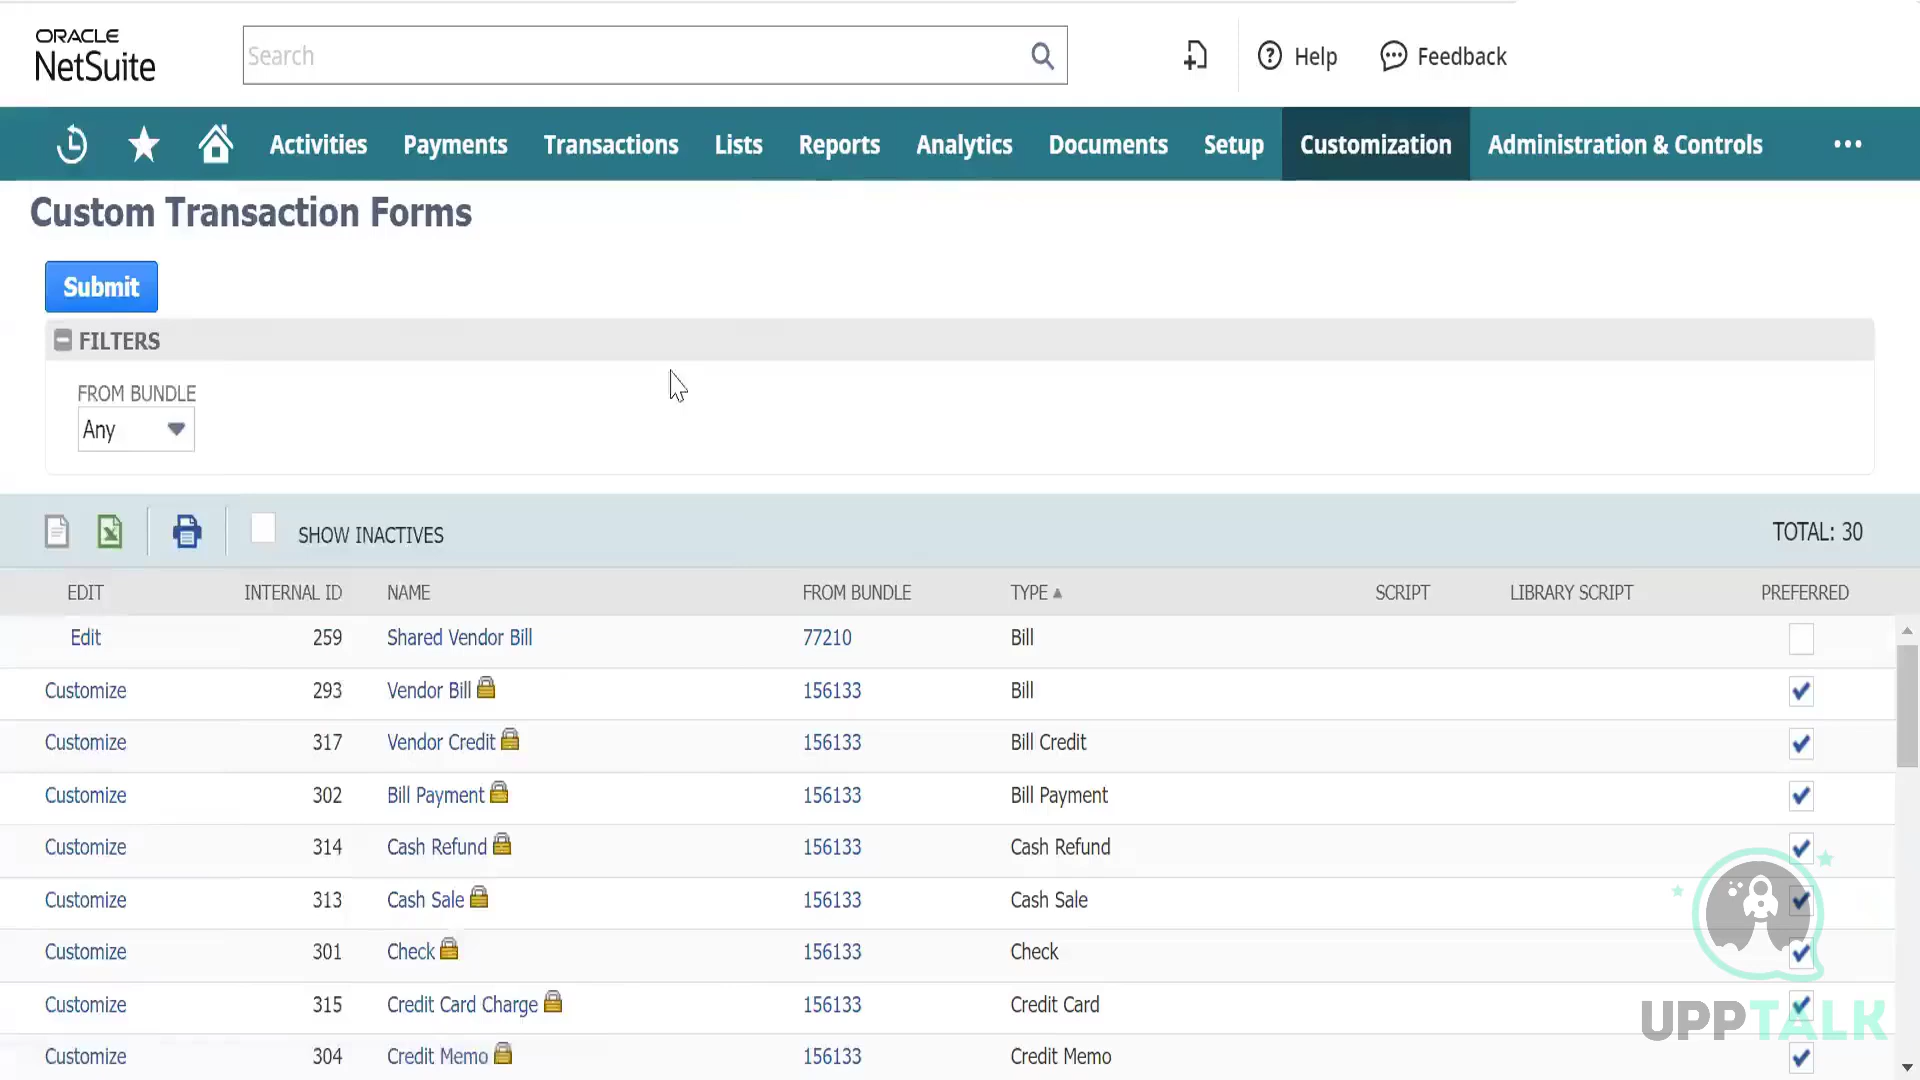 ORACLE
NetSuite
Search
Help
Feedback
Activities Payments Transactions Lists Reports Analytics Documents Setup Customization Administration & Controls
Custom Transaction Forms
Submit
FILTERS
FROM BUNDLE
Any
SHOW INACTIVES
TOTAL: 30
EDIT INTERNAL ID NAME FROM BUNDLE TYPE SCRIPT LIBRARY SCRIPT PREFERRED
Edit 259 Shared Vendor Bill 77210 Bill
Customize 293 Vendor Bill 156133 Bill
Customize 317 Vendor Credit 156133 Bill Credit
Customize 302 Bill Payment 156133 Bill Payment
Customize 314 Cash Refund 156133 Cash Refund
Customize 313 Cash Sale 156133 Cash Sale
Customize 301 Check 156133 Check
Customize 315 Credit Card Charge 156133 Credit Card
Customize 304 Credit Memo 156133 Credit Memo
UPPTALK